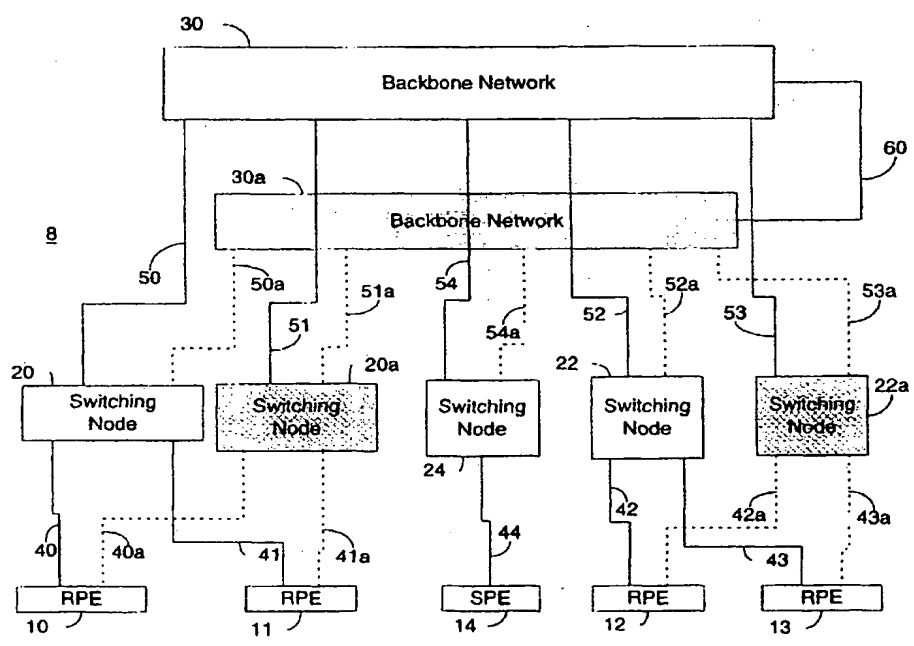 30
Backbone Network
60
30a
Backbone Network
8
50
50a
51
51a
54
54a
52
52a
53
53a
20
Switching
Node
20a
Switching
Node
Switching
Node
24
22
Switching
Node
22a
Switching
Node
40
40a
41
41a
44
42
42a
43
43a
RPE
10
RPE
11
SPE
14
RPE
12
RPE
13